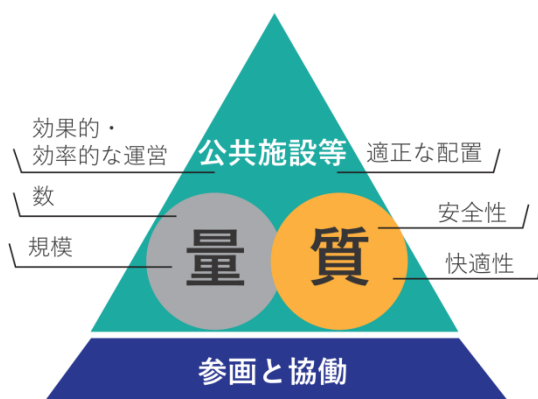 効果的・
効率的な運営
公共施設等
適正な配置
数
安全性
規模
量
質
快適性
参画と協働